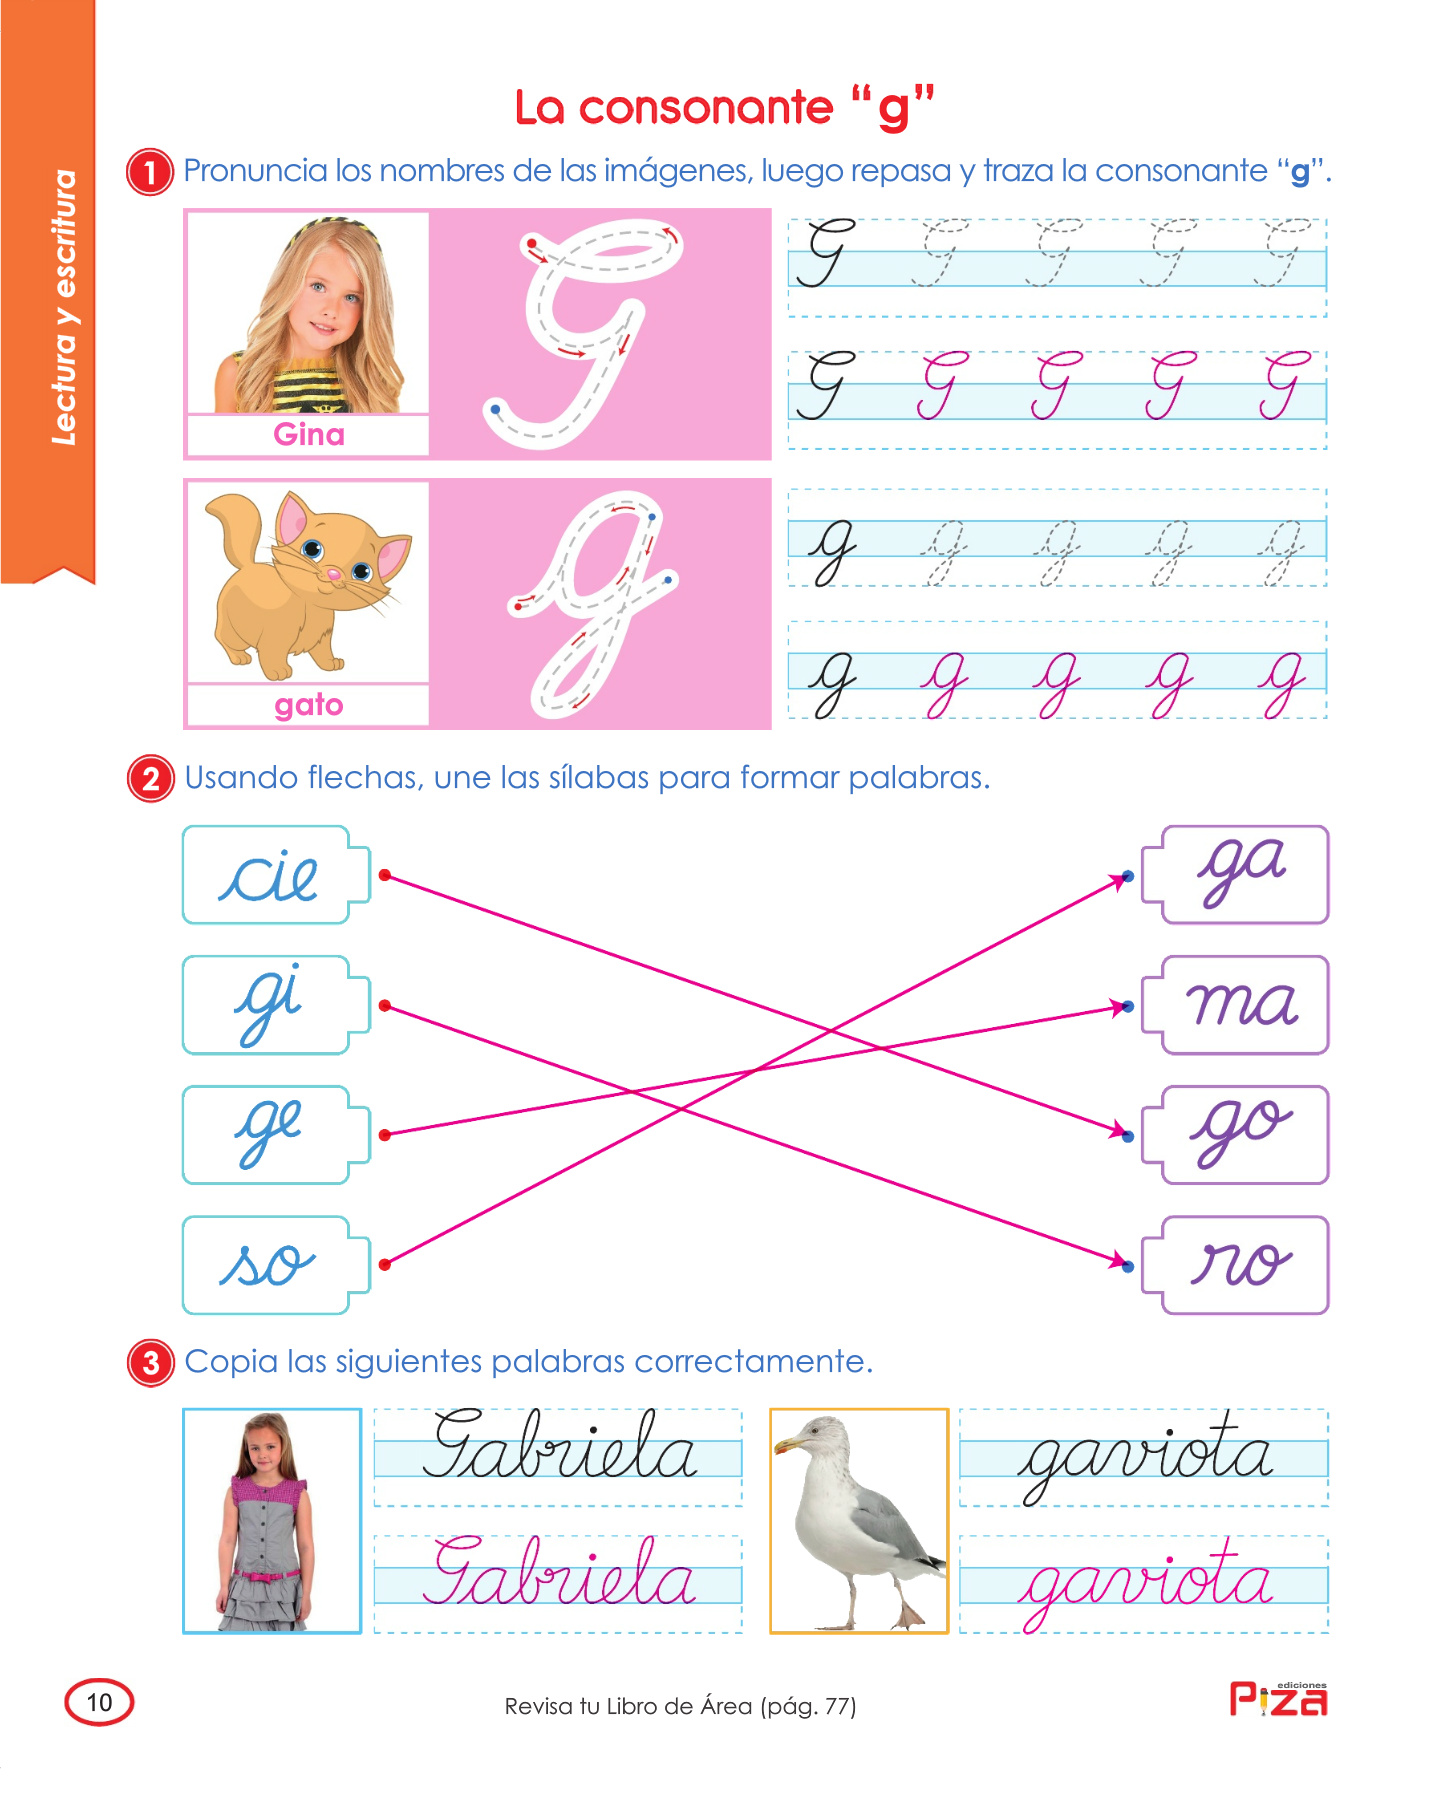 Lectura y escritura
La consonante “g”
1 Pronuncia los nombres de las imágenes, luego repasa y traza la consonante “g”.
G G G G G
Gina
G G G G G
g g g g g
gato
g g g g g
2 Usando flechas, une las sílabas para formar palabras.
cie ga
gi ma
ge go
so ro
3 Copia las siguientes palabras correctamente.
Gabriela gaviota
Gabriela gaviota
10
Revisa tu Libro de Área (pág. 77)
ediciones
Piza